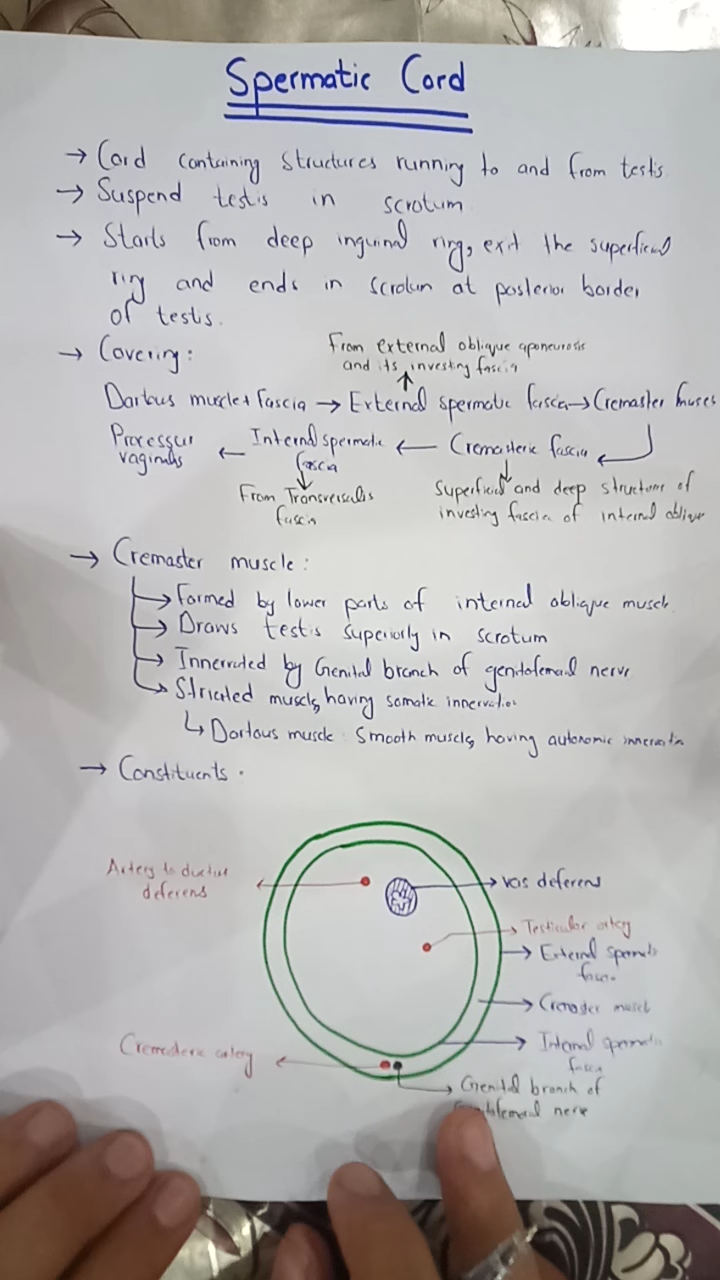 Spermatic Cord
→ Cord containing structures running to and from testis
→ Suspend testis in scrotum
→ Starts from deep inguinal ring, exit the superficial
ring and ends in scrotum at posterior border
of testis.
→ Covering:
From external oblique aponeurosis
and its investing fascia
Dartous muscle + Fascia → External spermatic fascia → Cremaster muscles
Processur vaginalis ← Internal spermatic fascia ← Cremasteric fascia
From Transversalis fascia
Superficial and deep structure of
investing fascia of internal oblique
→ Cremaster muscle:
→ Formed by lower parts of internal oblique muscle
→ Draws testis superiorly in scrotum
→ Innervated by Genital branch of genitofemoral nerve
→ Striated muscle, having somatic innervation
↳ Dartous muscle: Smooth muscle, having autonomic innervation
→ Constituents.
Artery to ductus
deferens
vas deferens
Testicular artery
External spermatic
fascia
Cremaster muscle
Internal spermatic
fascia
Cremasteric artery
Genital branch of
femoral nerve